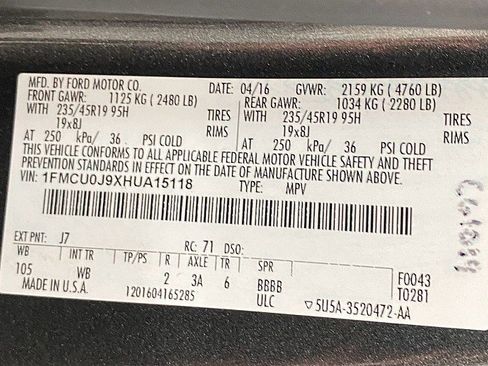 MFD. BY FORD MOTOR CO.
DATE: 04/16 GVWR: 2159 KG ( 4760 LB)
FRONT GAWR: 1125 KG ( 2480 LB) REAR GAWR: 1034 KG ( 2280 LB)
WITH 235/45R19 95H TIRES WITH 235/45R19 95H TIRES
19x8J RIMS 19x8J RIMS
AT 250 kPa/ 36 PSI COLD AT 250 kPa/ 36 PSI COLD
THIS VEHICLE CONFORMS TO ALL APPLICABLE FEDERAL MOTOR VEHICLE SAFETY AND THEFT
PREVENTION STANDARDS IN EFFECT ON THE DATE OF MANUFACTURE SHOWN ABOVE.
VIN: 1FMCU0J9XHUA15118 TYPE: MPV
EXT PNT: J7 RC: 71 DSO:
WB INT TR TP/PS R AXLE TR SPR
105 WB 2 3A 6 BBBB F0043
MADE IN U.S.A. 1201604165285 ULC T0281
5U5A-3520472-AA